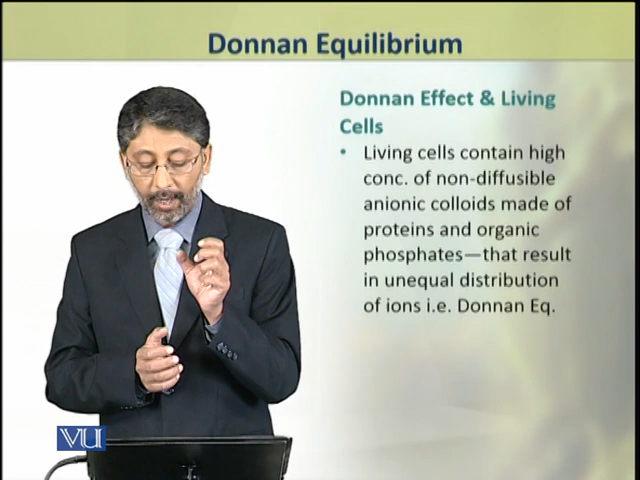 Donnan Equilibrium
Donnan Effect & Living
Cells
• Living cells contain high
conc. of non-diffusible
anionic colloids made of
proteins and organic
phosphates—that result
in unequal distribution
of ions i.e. Donnan Eq.
VU